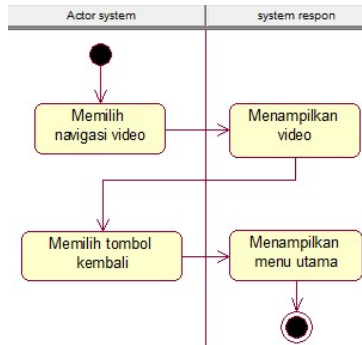 Actor system
system respon
Memilih
navigasi video
Menampilkan
video
Memilih tombol
kembali
Menampilkan
menu utama